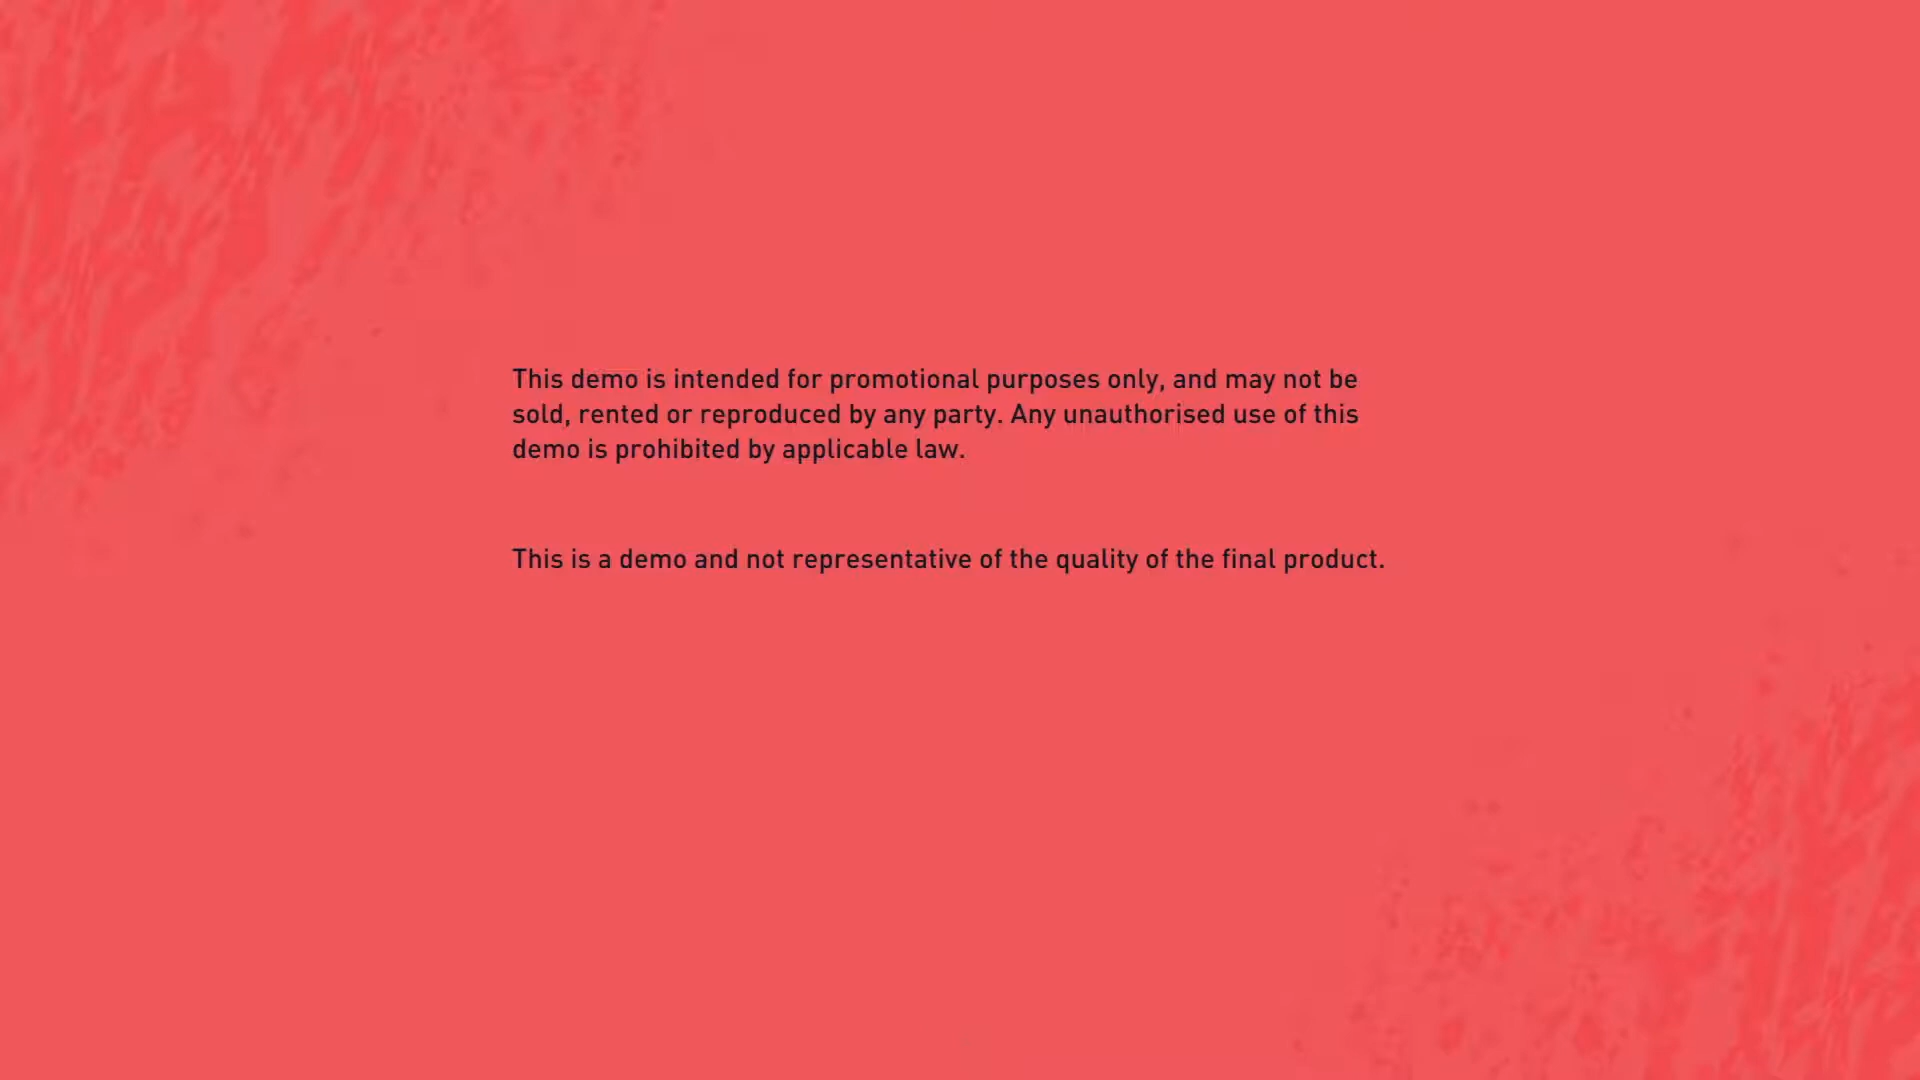 This demo is intended for promotional purposes only, and may not be
sold, rented or reproduced by any party. Any unauthorised use of this
demo is prohibited by applicable law.
This is a demo and not representative of the quality of the final product.